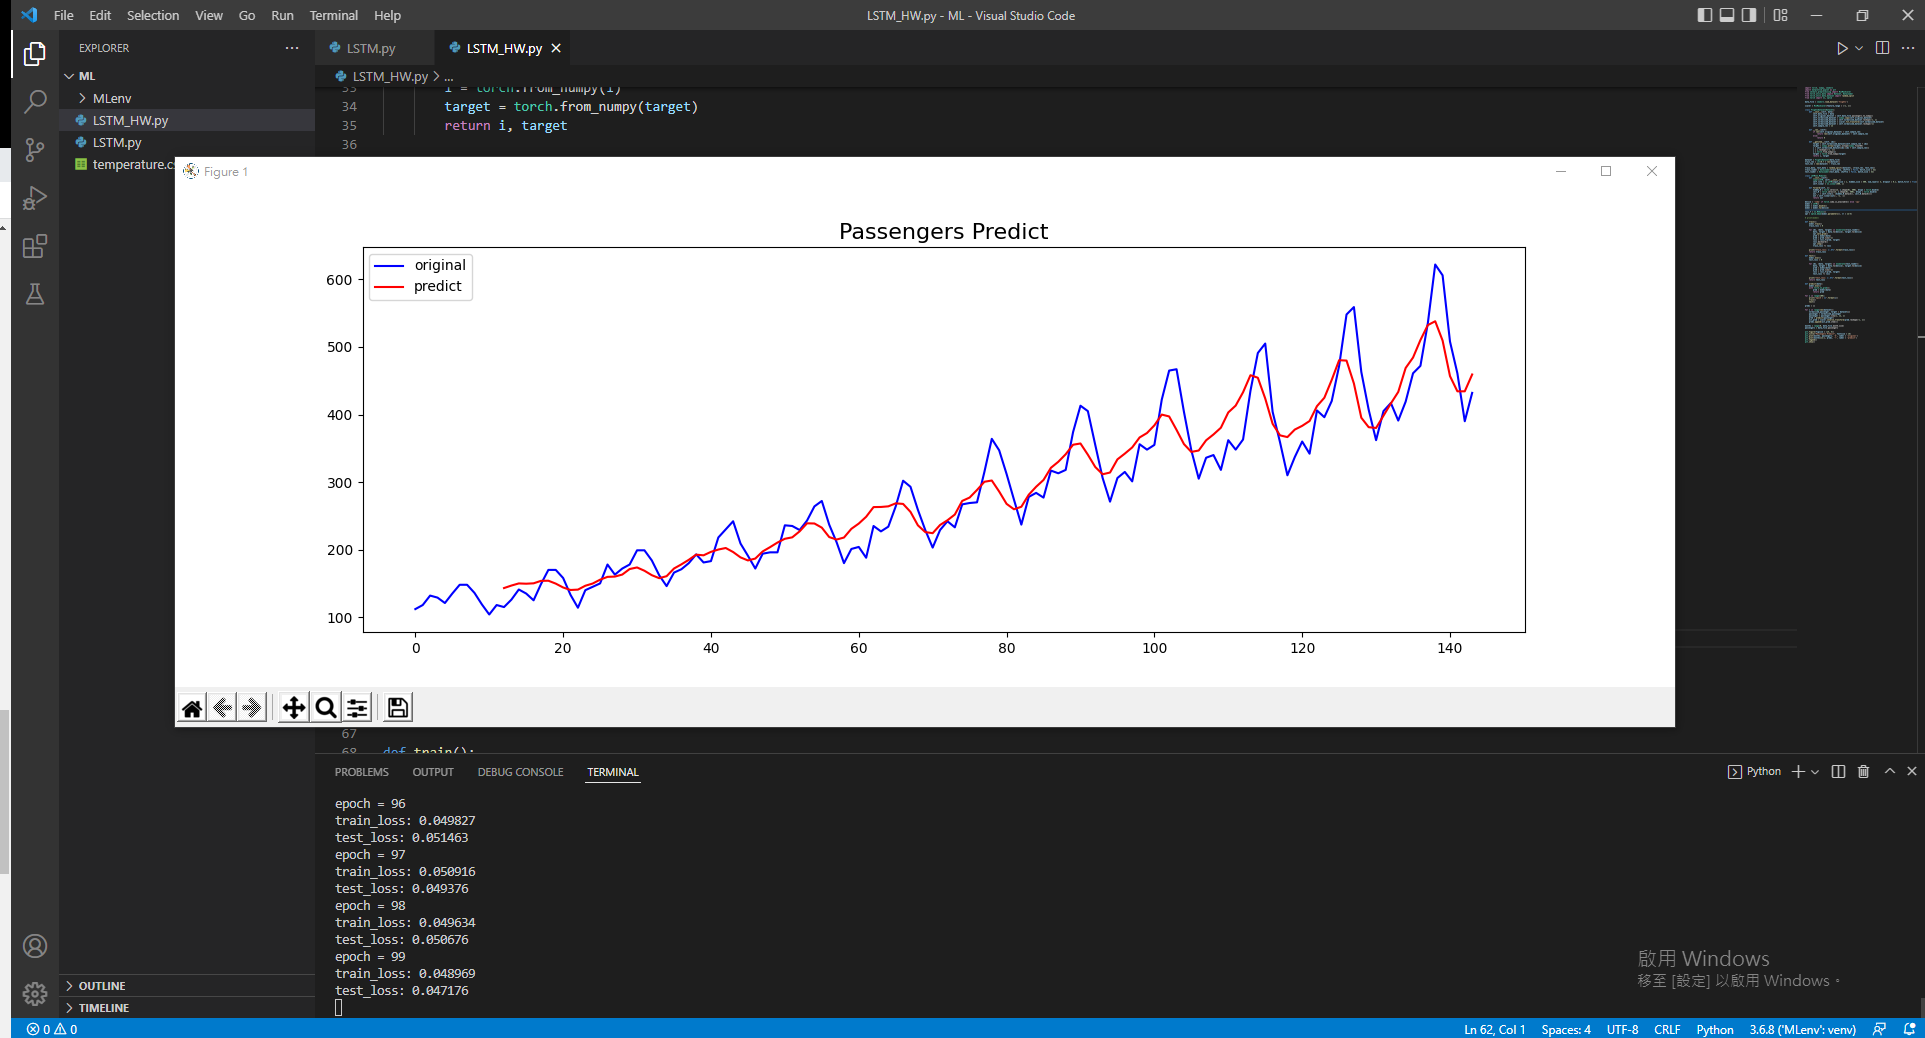 File Edit Selection View Go Run Terminal Help
LSTM_HW.py - ML - Visual Studio Code
EXPLORER
ML
MLenv
LSTM_HW.py
LSTM.py
temperature.cs
LSTM.py
LSTM_HW.py
LSTM_HW.py > ...
33 i = torch.from_numpy(i)
34 target = torch.from_numpy(target)
35 return i, target
36
Figure 1
Passengers Predict
original
predict
600
500
400
300
200
100
0 20 40 60 80 100 120 140
67
68 def train():
PROBLEMS OUTPUT DEBUG CONSOLE TERMINAL
Python
epoch = 96
train_loss: 0.049827
test_loss: 0.051463
epoch = 97
train_loss: 0.050916
test_loss: 0.049376
epoch = 98
train_loss: 0.049634
test_loss: 0.050676
epoch = 99
train_loss: 0.048969
test_loss: 0.047176
啟用 Windows
移至 [設定] 以啟用 Windows。
OUTLINE
TIMELINE
0 0
Ln 62, Col 1 Spaces: 4 UTF-8 CRLF Python 3.6.8 ('MLenv': venv)